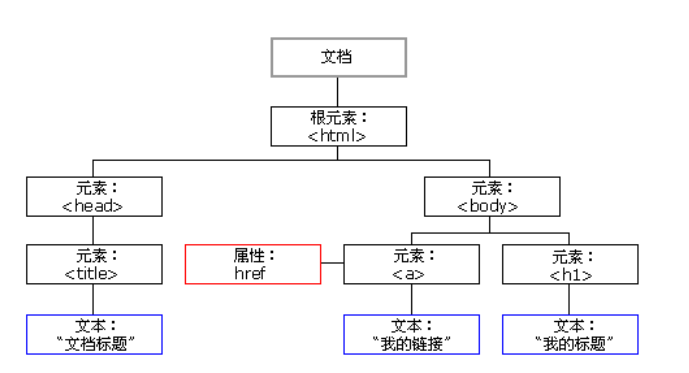 文档
根元素：
<html>
元素：
<head>
元素：
<body>
元素：
<title>
属性：
href
元素：
<a>
元素：
<h1>
文本：
“文档标题”
文本：
“我的链接”
文本：
“我的标题”